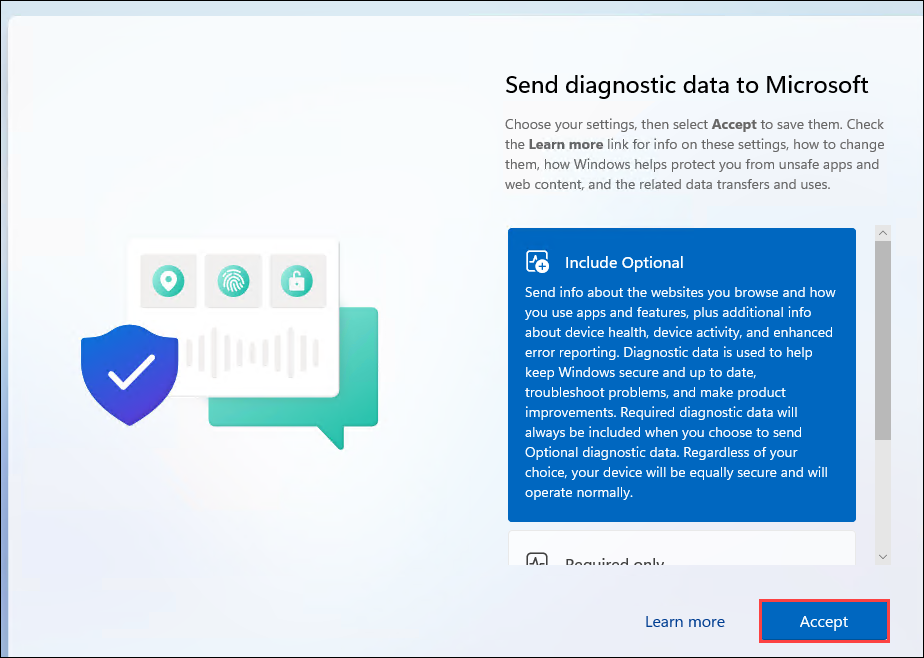 Send diagnostic data to Microsoft
Choose your settings, then select Accept to save them. Check
the Learn more link for info on these settings, how to change
them, how Windows helps protect you from unsafe apps and
web content, and the related data transfers and uses.
Include Optional
Send info about the websites you browse and how
you use apps and features, plus additional info
about device health, device activity, and enhanced
error reporting. Diagnostic data is used to help
keep Windows secure and up to date,
troubleshoot problems, and make product
improvements. Required diagnostic data will
always be included when you choose to send
Optional diagnostic data. Regardless of your
choice, your device will be equally secure and will
operate normally.
Required only
Learn more
Accept